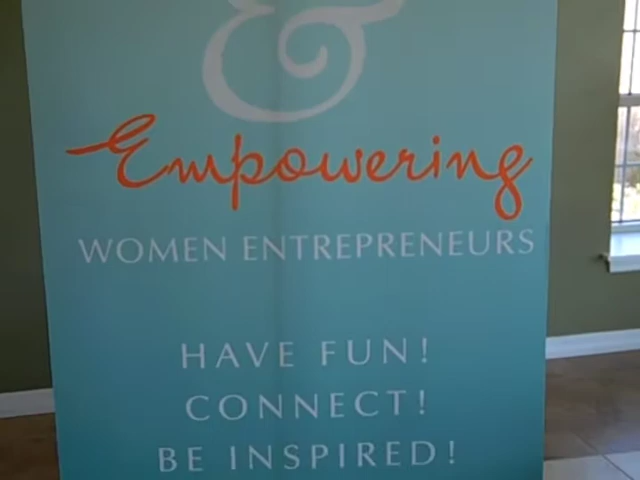 &
Empowering
WOMEN ENTREPRENEURS
HAVE FUN!
CONNECT!
BE INSPIRED!